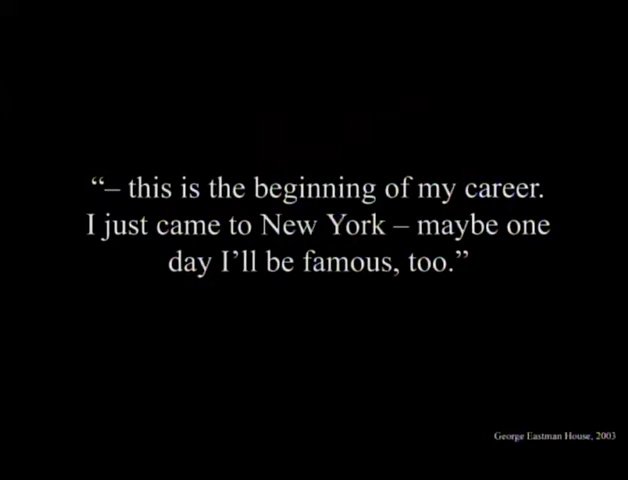 “– this is the beginning of my career.
I just came to New York – maybe one
day I’ll be famous, too.”
George Eastman House, 2003